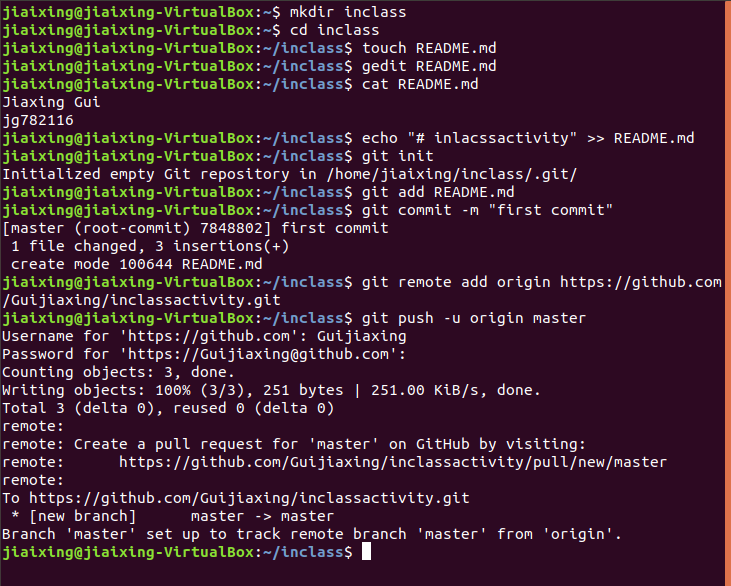 jiaixing@jiaixing-VirtualBox:~$ mkdir inclass
jiaixing@jiaixing-VirtualBox:~$ cd inclass
jiaixing@jiaixing-VirtualBox:~/inclass$ touch README.md
jiaixing@jiaixing-VirtualBox:~/inclass$ gedit README.md
jiaixing@jiaixing-VirtualBox:~/inclass$ cat README.md
Jiaxing Gui
jg782116
jiaixing@jiaixing-VirtualBox:~/inclass$ echo "# inlacssactivity" >> README.md
jiaixing@jiaixing-VirtualBox:~/inclass$ git init
Initialized empty Git repository in /home/jiaixing/inclass/.git/
jiaixing@jiaixing-VirtualBox:~/inclass$ git add README.md
jiaixing@jiaixing-VirtualBox:~/inclass$ git commit -m "first commit"
[master (root-commit) 7848802] first commit
 1 file changed, 3 insertions(+)
 create mode 100644 README.md
jiaixing@jiaixing-VirtualBox:~/inclass$ git remote add origin https://github.com
/Guijiaxing/inclassactivity.git
jiaixing@jiaixing-VirtualBox:~/inclass$ git push -u origin master
Username for 'https://github.com': Guijiaxing
Password for 'https://Guijiaxing@github.com':
Counting objects: 3, done.
Writing objects: 100% (3/3), 251 bytes | 251.00 KiB/s, done.
Total 3 (delta 0), reused 0 (delta 0)
remote:
remote: Create a pull request for 'master' on GitHub by visiting:
remote:      https://github.com/Guijiaxing/inclassactivity/pull/new/master
remote:
To https://github.com/Guijiaxing/inclassactivity.git
 * [new branch]      master -> master
Branch 'master' set up to track remote branch 'master' from 'origin'.
jiaixing@jiaixing-VirtualBox:~/inclass$